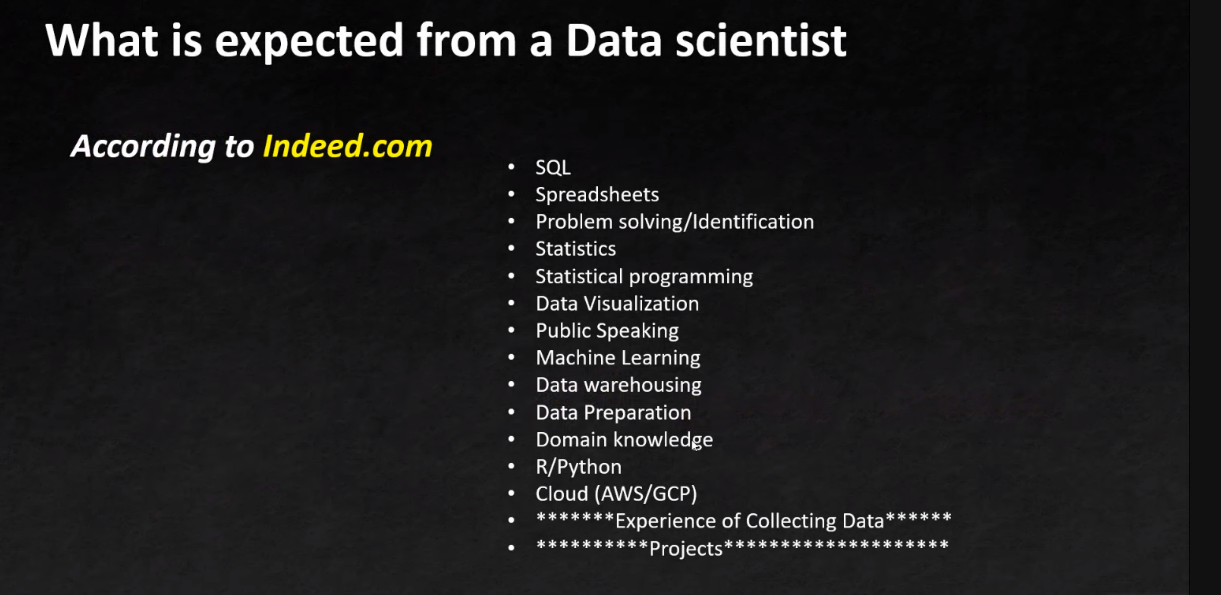 What is expected from a Data scientist
According to Indeed.com
• SQL
• Spreadsheets
• Problem solving/Identification
• Statistics
• Statistical programming
• Data Visualization
• Public Speaking
• Machine Learning
• Data warehousing
• Data Preparation
• Domain knowledge
• R/Python
• Cloud (AWS/GCP)
• *******Experience of Collecting Data******
• **********Projects********************